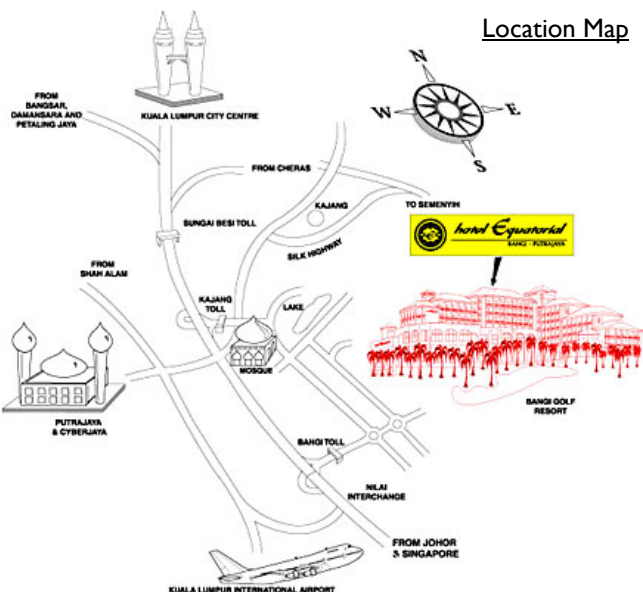 Location Map
N
W
E
S
FROM
BANGSAR,
DAMANSARA AND
PETALING JAYA
KUALA LUMPUR CITY CENTRE
FROM CHERAS
KAJANG
TO SEMENYIH
SUNGAI BESI TOLL
SILK HIGHWAY
hotel Equatorial
BANGI - PUTRAJAYA
FROM
SHAH ALAM
KAJANG
TOLL
LAKE
MOSQUE
PUTRAJAYA
& CYBERJAYA
BANGI GOLF
RESORT
BANGI TOLL
NILAI
INTERCHANGE
FROM JOHOR
& SINGAPORE
KUALA LUMPUR INTERNATIONAL AIRPORT